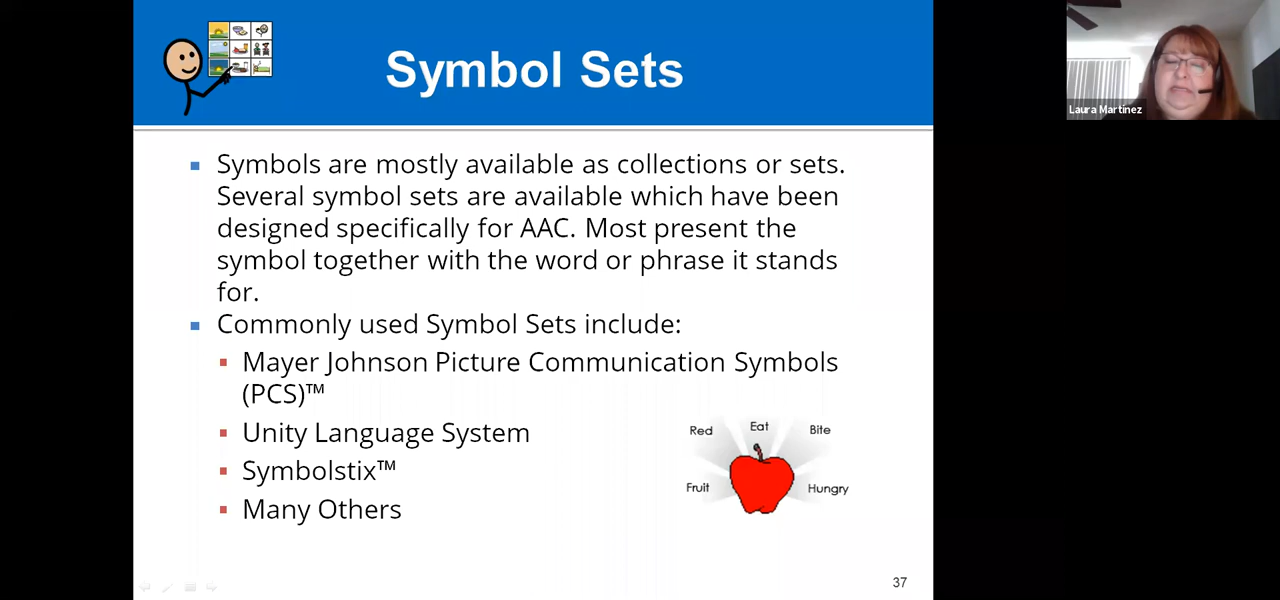 Symbol Sets
Laura Martinez
Symbols are mostly available as collections or sets.
Several symbol sets are available which have been
designed specifically for AAC. Most present the
symbol together with the word or phrase it stands
for.
Commonly used Symbol Sets include:
Mayer Johnson Picture Communication Symbols
(PCS)™
Unity Language System
Symbolstix™
Many Others
Red Eat Bite
Fruit Hungry
37